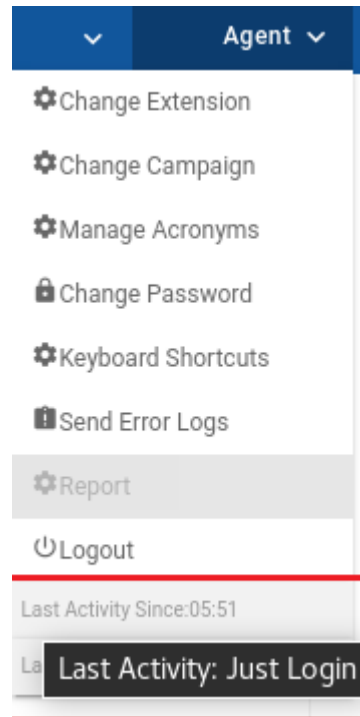 Agent
Change Extension
Change Campaign
Manage Acronyms
Change Password
Keyboard Shortcuts
Send Error Logs
Report
Logout
Last Activity Since:05:51
Last Activity: Just Login